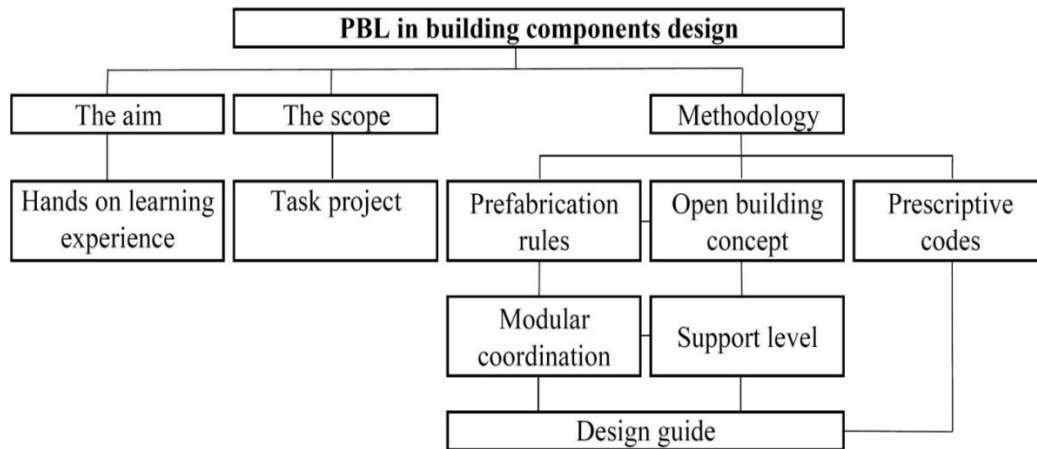 PBL in building components design
The aim
The scope
Methodology
Hands on learning
experience
Task project
Prefabrication
rules
Open building
concept
Prescriptive
codes
Modular
coordination
Support level
Design guide